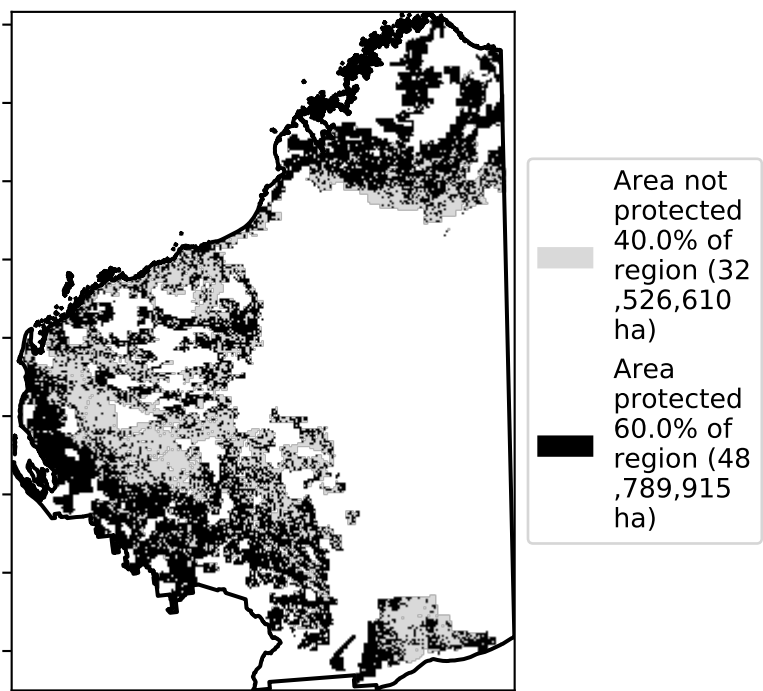 Area not
protected
40.0% of
region (32
,526,610
ha)
Area
protected
60.0% of
region (48
,789,915
ha)